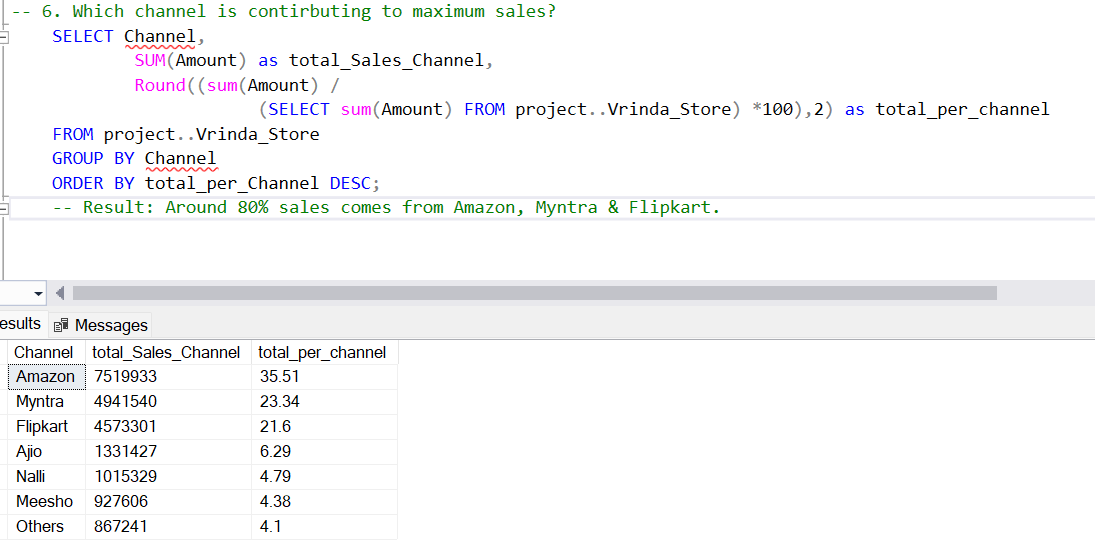 -- 6. Which channel is contirbuting to maximum sales?
SELECT Channel,
SUM(Amount) as total_Sales_Channel,
Round((sum(Amount) /
(SELECT sum(Amount) FROM project..Vrinda_Store) *100),2) as total_per_channel
FROM project..Vrinda_Store
GROUP BY Channel
ORDER BY total_per_Channel DESC;
-- Result: Around 80% sales comes from Amazon, Myntra & Flipkart.
esults Messages
Channel total_Sales_Channel total_per_channel
Amazon 7519933 35.51
Myntra 4941540 23.34
Flipkart 4573301 21.6
Ajio 1331427 6.29
Nalli 1015329 4.79
Meesho 927606 4.38
Others 867241 4.1